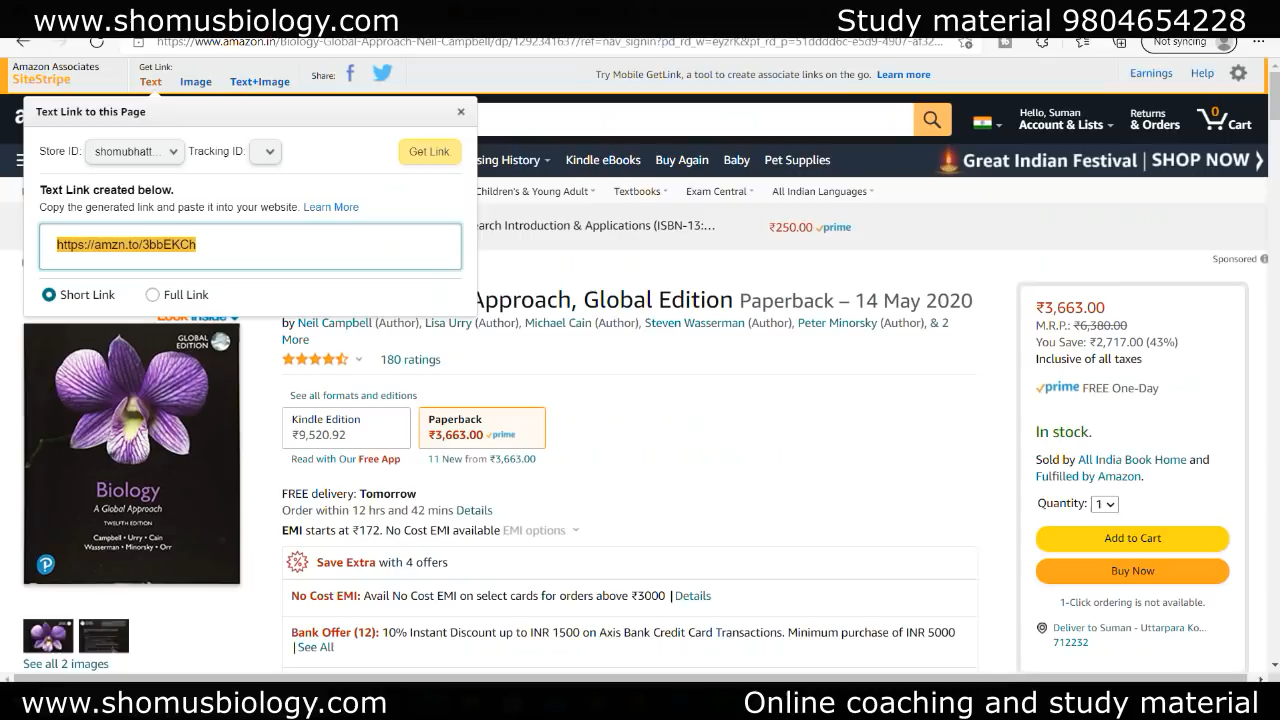 www.shomusbiology.com
Study material 9804654228
https://www.amazon.in/Biology-Global-Approach-Neil-Campbell/dp/1292341637/ref=nav_signin?pd_rd_w=eyzrK&pf_rd_p=51ddddbc-e5d9-4907-af32...
Not syncing
Amazon Associates
SiteStripe
Get Link:
Text Image Text+Image
Share:
Try Mobile GetLink, a tool to create associate links on the go. Learn more
Earnings Help
Text Link to this Page ×
Store ID: shomubhatt... Tracking ID: Get Link
Text Link created below.
Copy the generated link and paste it into your website. Learn More
https://amzn.to/3bbEKCh
Short Link Full Link
Hello, Suman
Account & Lists
Returns
& Orders
0
Cart
sing History Kindle eBooks Buy Again Baby Pet Supplies
Great Indian Festival | SHOP NOW
Children's & Young Adult Textbooks Exam Central All Indian Languages
earch Introduction & Applications (ISBN-13:... ₹250.00 prime
Sponsored
Approach, Global Edition Paperback – 14 May 2020
by Neil Campbell (Author), Lisa Urry (Author), Michael Cain (Author), Steven Wasserman (Author), Peter Minorsky (Author), & 2
More
180 ratings
See all formats and editions
Kindle Edition
₹9,520.92
Read with Our Free App
Paperback
₹3,663.00 prime
11 New from ₹3,663.00
FREE delivery: Tomorrow
Order within 12 hrs and 42 mins Details
EMI starts at ₹172. No Cost EMI available EMI options
Save Extra with 4 offers
No Cost EMI: Avail No Cost EMI on select cards for orders above ₹3000 |Details
Bank Offer (12): 10% Instant Discount up to INR 1500 on Axis Bank Credit Card Transactions. Minimum purchase of INR 5000
|See All
Look inside
GLOBAL
EDITION
Biology
A Global Approach
TWELFTH EDITION
Campbell • Urry • Cain
Wasserman • Minorsky • Orr
P
See all 2 images
₹3,663.00
M.R.P.: ₹6,380.00
You Save: ₹2,717.00 (43%)
Inclusive of all taxes
prime FREE One-Day
In stock.
Sold by All India Book Home and
Fulfilled by Amazon.
Quantity: 1
Add to Cart
Buy Now
1-Click ordering is not available.
Deliver to Suman - Uttarpara Ko...
712232
www.shomusbiology.com
Online coaching and study material